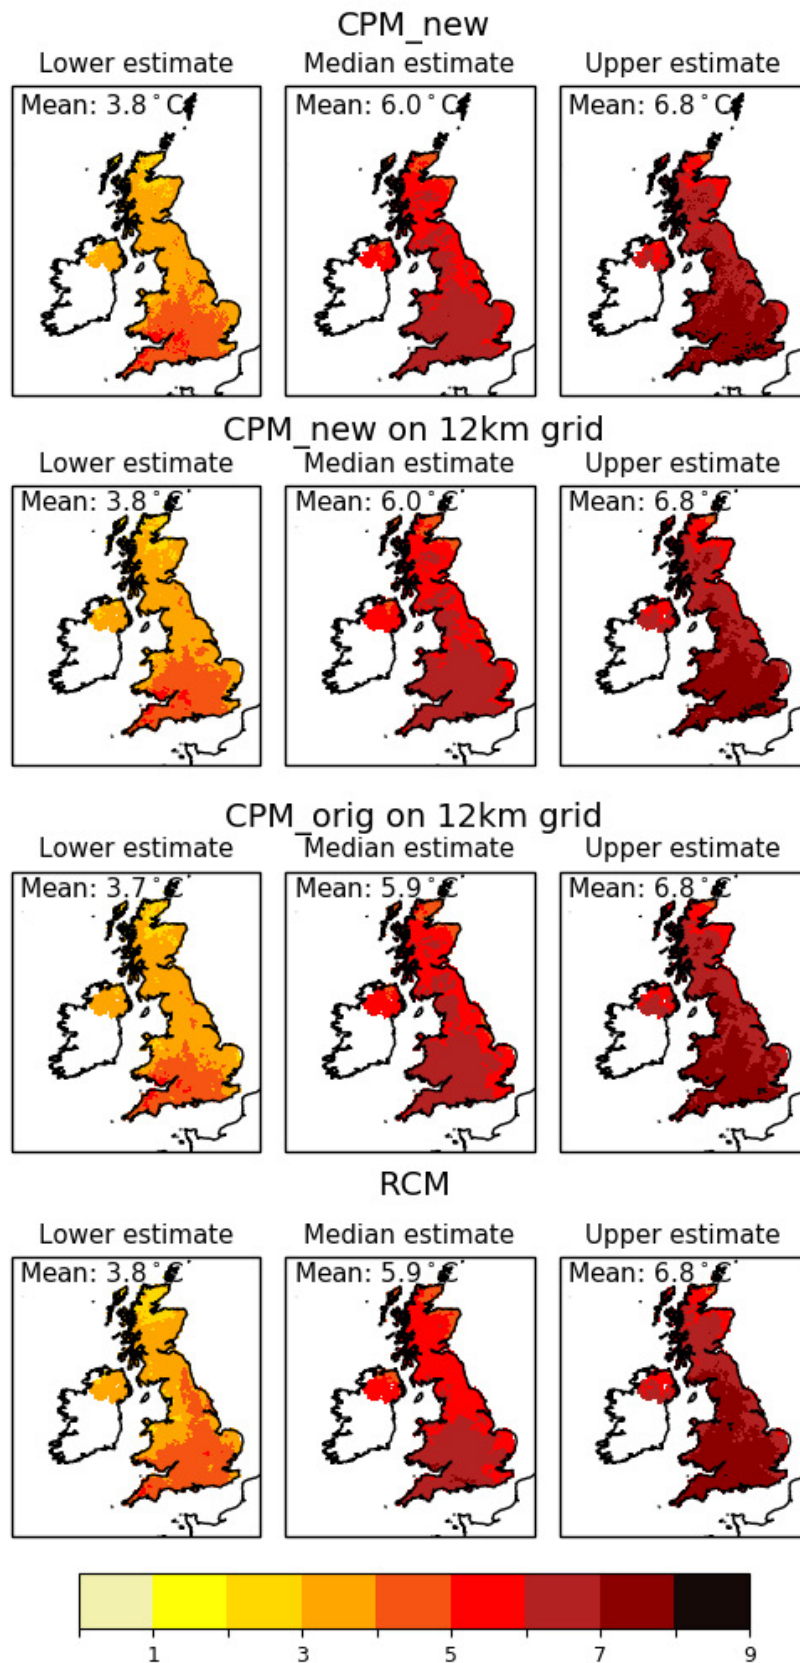 CPM_new
Lower estimate Median estimate Upper estimate
Mean: 3.8°C Mean: 6.0°C Mean: 6.8°C
CPM_new on 12km grid
Lower estimate Median estimate Upper estimate
Mean: 3.8°C Mean: 6.0°C Mean: 6.8°C
CPM_orig on 12km grid
Lower estimate Median estimate Upper estimate
Mean: 3.7°C Mean: 5.9°C Mean: 6.8°C
RCM
Lower estimate Median estimate Upper estimate
Mean: 3.8°C Mean: 5.9°C Mean: 6.8°C
1 3 5 7 9